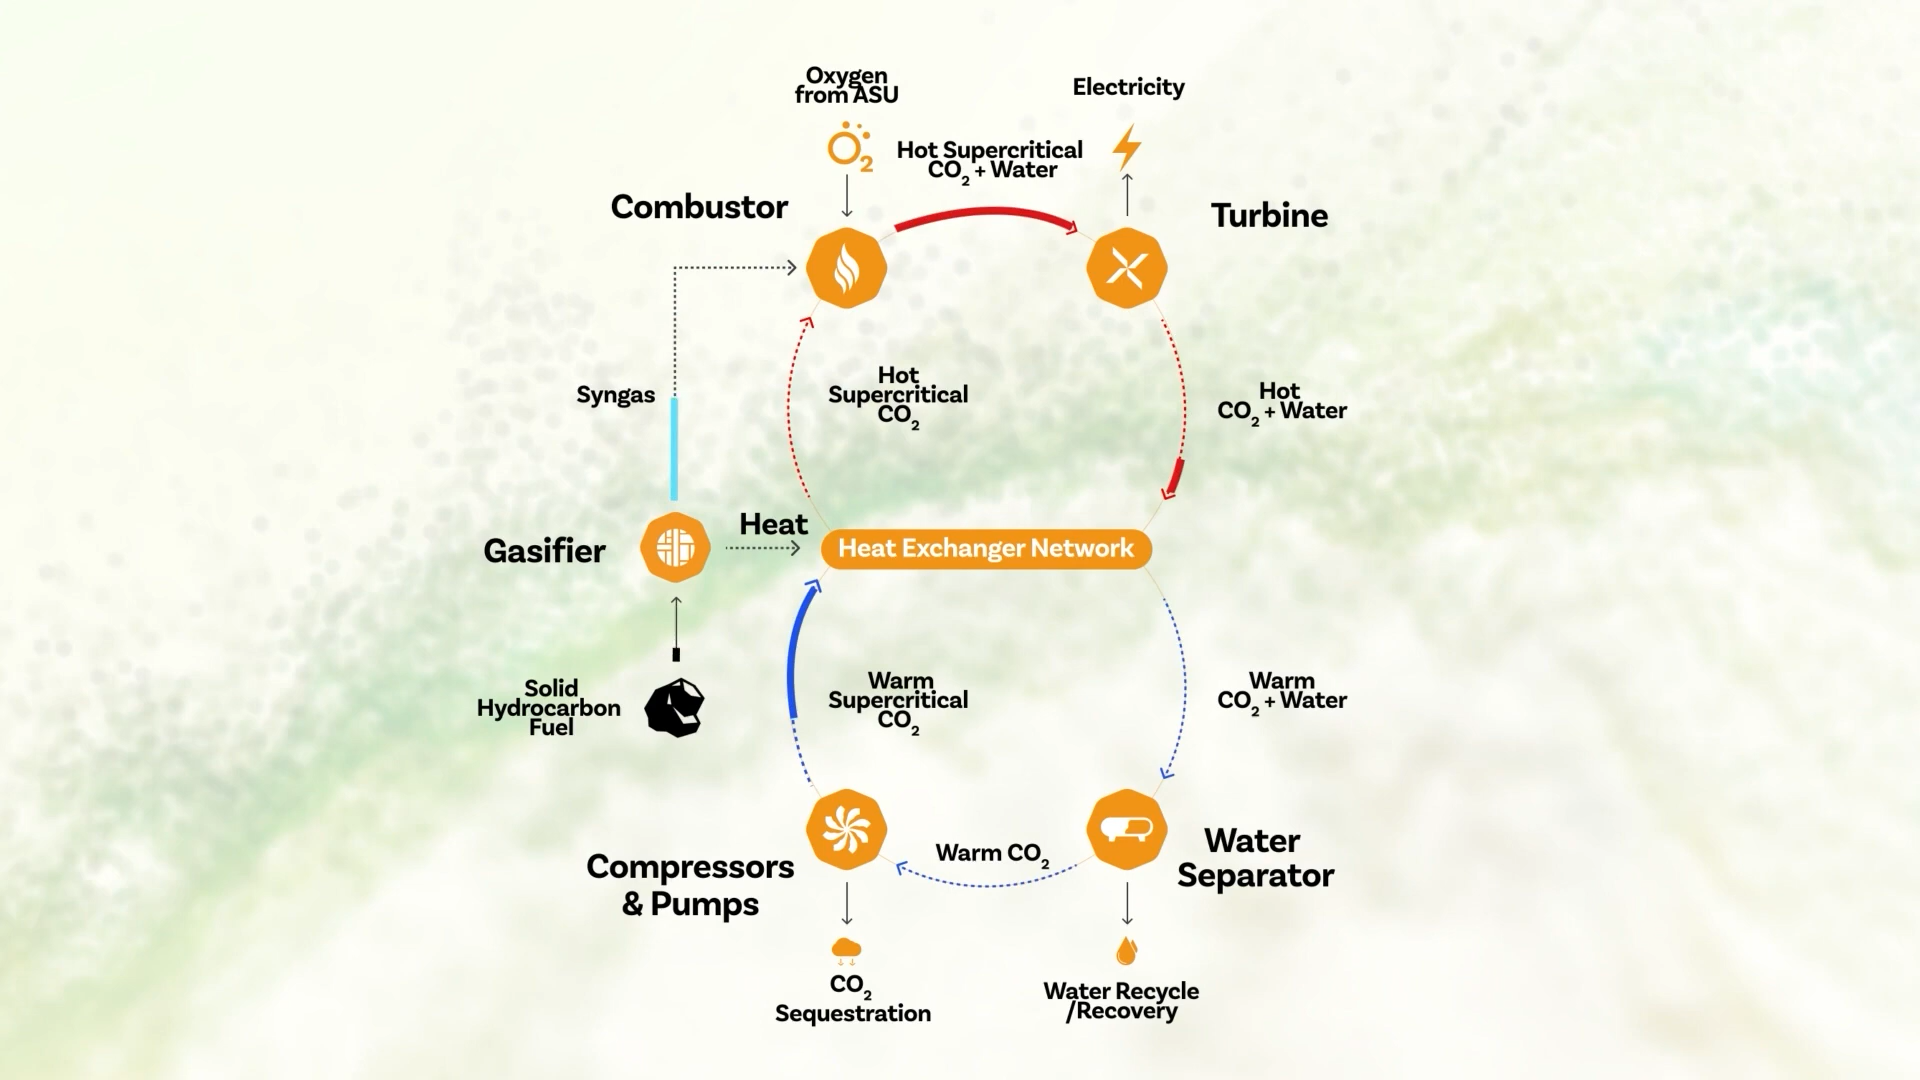 Oxygen
from ASU
Electricity
O2
Hot Supercritical
CO2 + Water
Combustor
Turbine
Syngas
Hot
Supercritical
CO2
Hot
CO2 + Water
Gasifier
Heat
Heat Exchanger Network
Solid
Hydrocarbon
Fuel
Warm
Supercritical
CO2
Warm
CO2 + Water
Compressors
& Pumps
Warm CO2
Water
Separator
CO2
Sequestration
Water Recycle
/Recovery